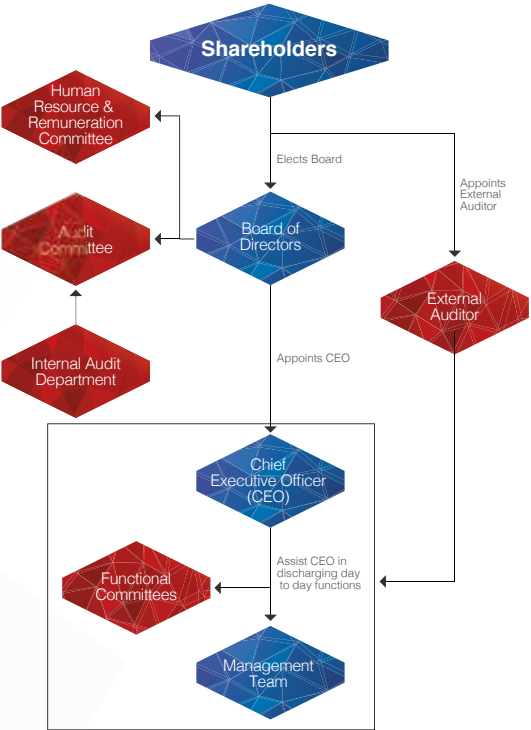 Shareholders
Human
Resource &
Remuneration
Committee
Elects Board
Appoints
External
Auditor
Audit
Committee
Board of
Directors
External
Auditor
Internal Audit
Department
Appoints CEO
Chief
Executive Officer
(CEO)
Assist CEO in
discharging day
to day functions
Functional
Committees
Management
Team